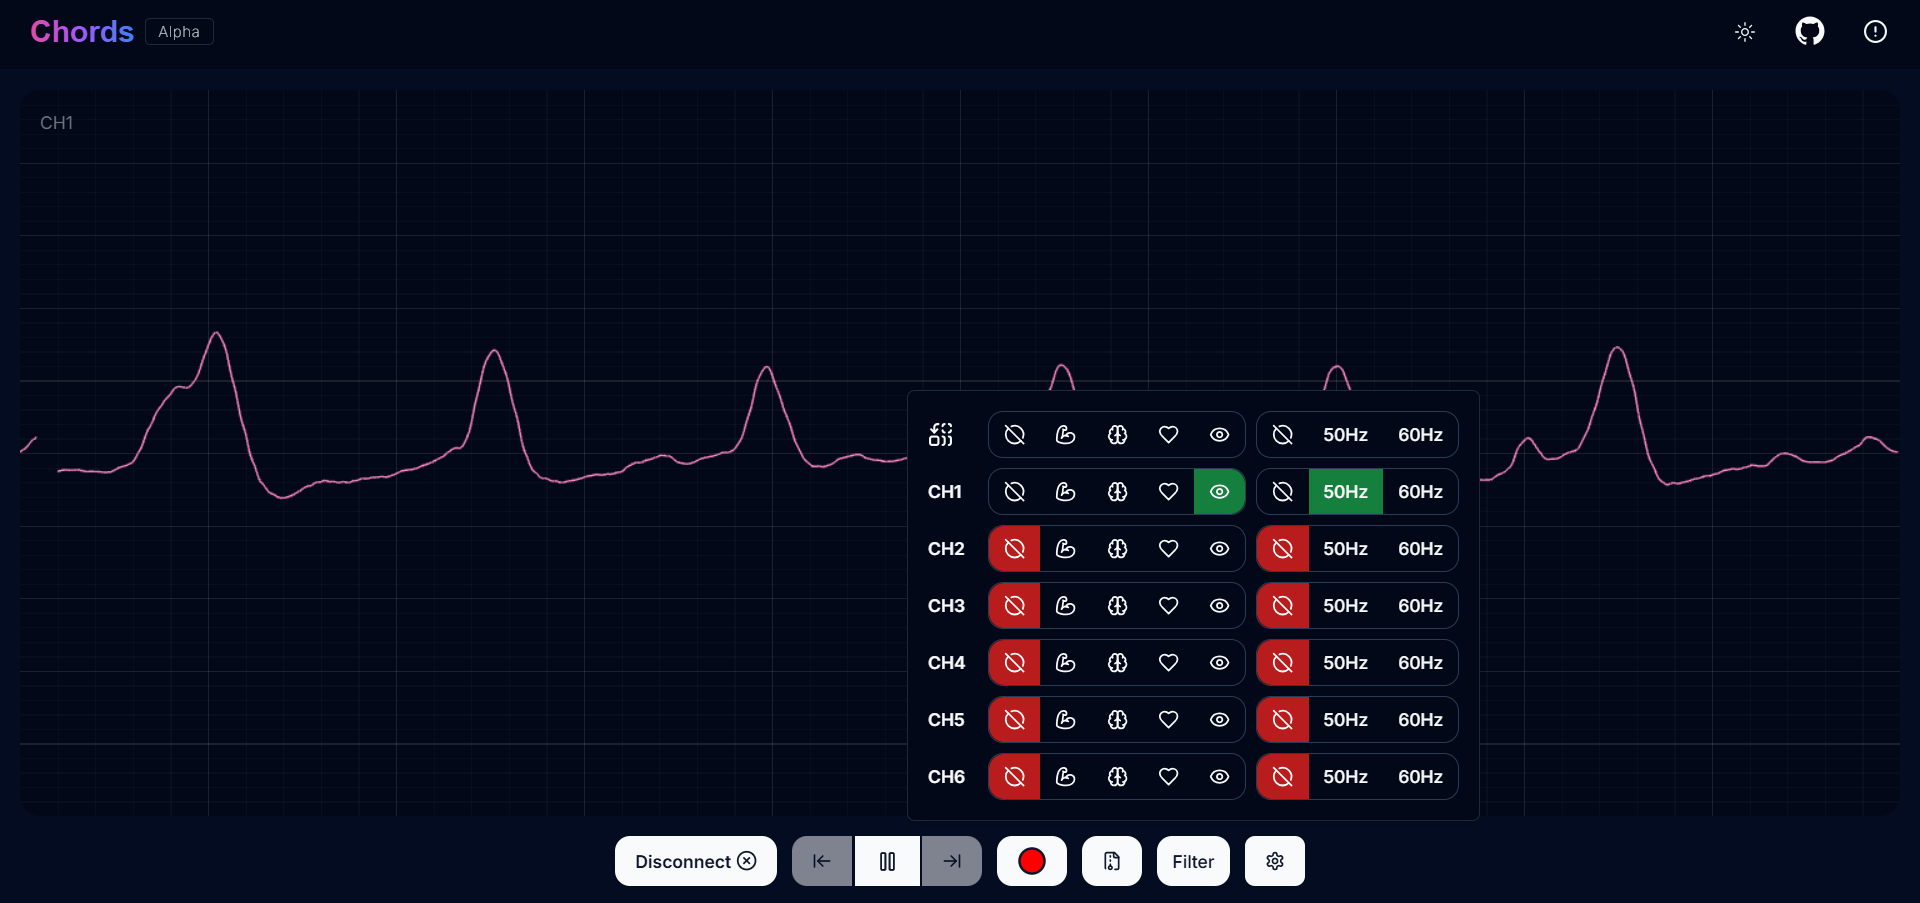 Chords Alpha
CH1
50Hz 60Hz
CH1 50Hz 60Hz
CH2 50Hz 60Hz
CH3 50Hz 60Hz
CH4 50Hz 60Hz
CH5 50Hz 60Hz
CH6 50Hz 60Hz
Disconnect Filter